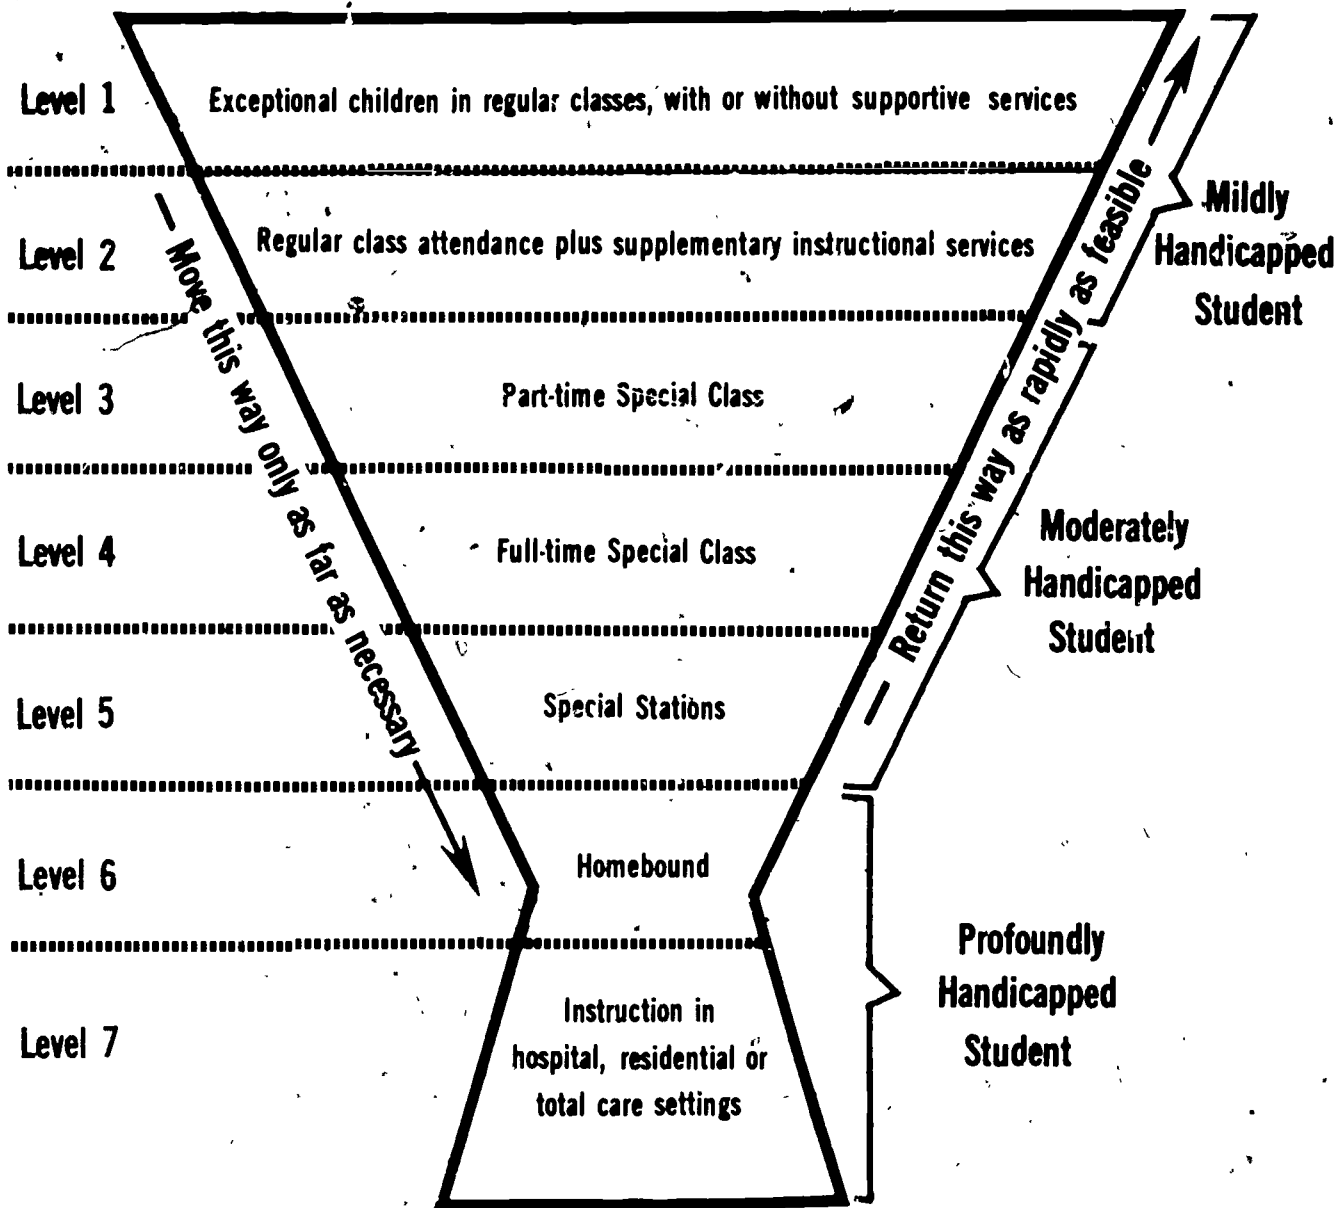 Level 1
Exceptional children in regular classes, with or without supportive services
Level 2
Regular class attendance plus supplementary instructional services
Level 3
Part-time Special Class
Level 4
Full-time Special Class
Level 5
Special Stations
Level 6
Homebound
Level 7
Instruction in
hospital, residential or
total care settings
Move this way only as far as necessary
Return this way as rapidly as feasible
Mildly
Handicapped
Student
Moderately
Handicapped
Student
Profoundly
Handicapped
Student